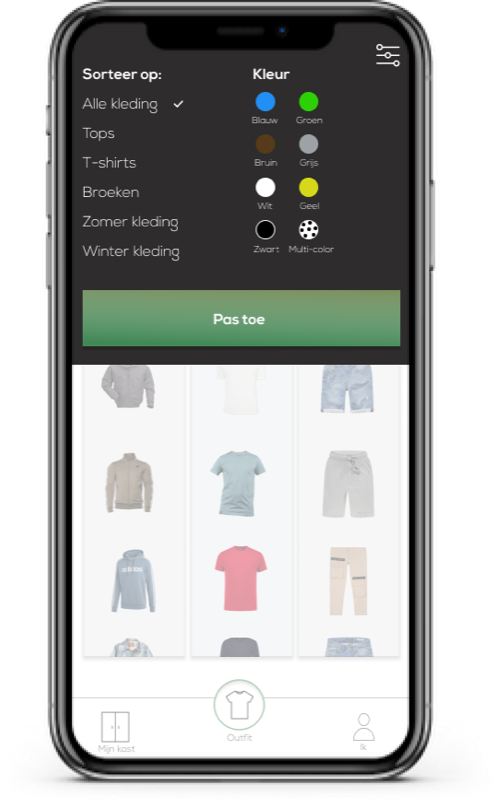 Sorteer op:
Alle kleding
Tops
T-shirts
Broeken
Zomer kleding
Winter kleding
Kleur
Blauw Groen
Bruin Grijs
Wit Geel
Zwart Multi-color
Pas toe
adidas
Mijn kast
Outfit
Ik